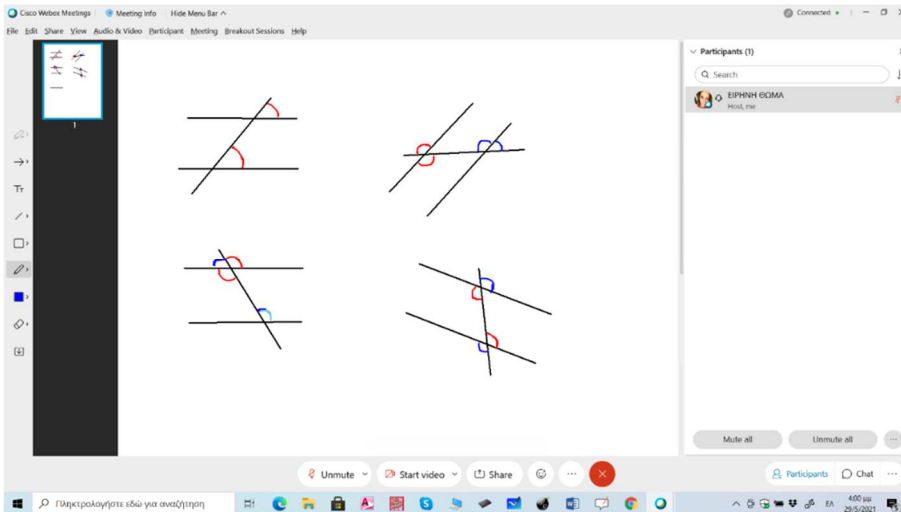 Cisco Webex Meetings Meeting Info Hide Menu Bar Connected
File Edit Share View Audio & Video Participant Meeting Breakout Sessions Help
Participants (1)
Search
ΕΙΡΗΝΗ ΘΩΜΑ
Host, me
1
Tт
Mute all Unmute all
Unmute Start video Share Participants Chat
Πληκτρολογήστε εδώ για αναζήτηση
ΕΛ
4:00 μμ
29/5/2021